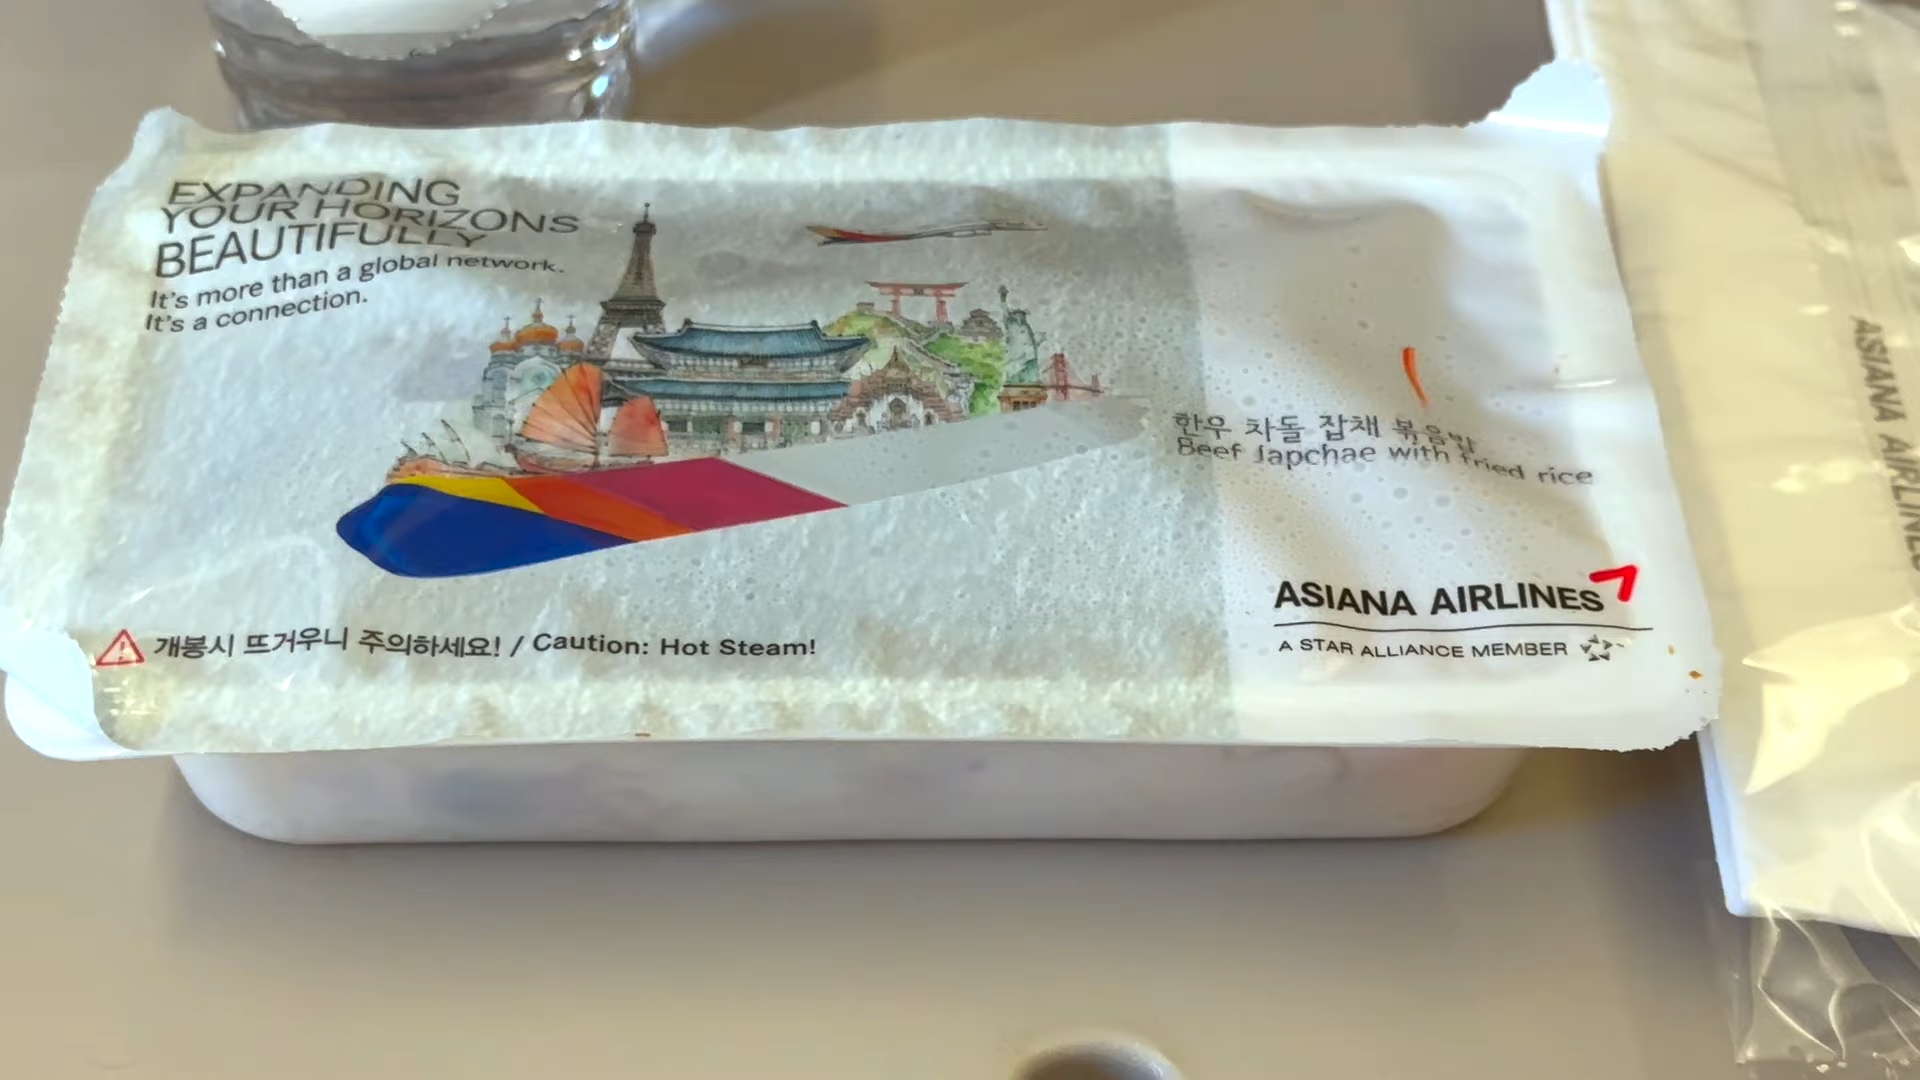 EXPANDING
YOUR HORIZONS
BEAUTIFULLY
It's more than a global network.
It's a connection.
한우 차돌 잡채 볶음밥
Beef Japchae with fried rice
ASIANA AIRLINES
A STAR ALLIANCE MEMBER
개봉시 뜨거우니 주의하세요! / Caution: Hot Steam!
ASIANA AIRLINES